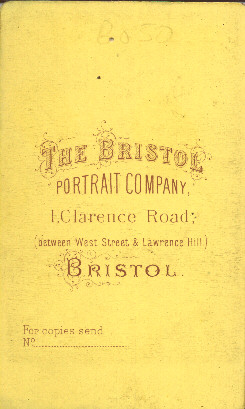 THE BRISTOL
PORTRAIT COMPANY,
1, Clarence Road;
(between West Street & Lawrence Hill)
BRISTOL.
For copies send
No